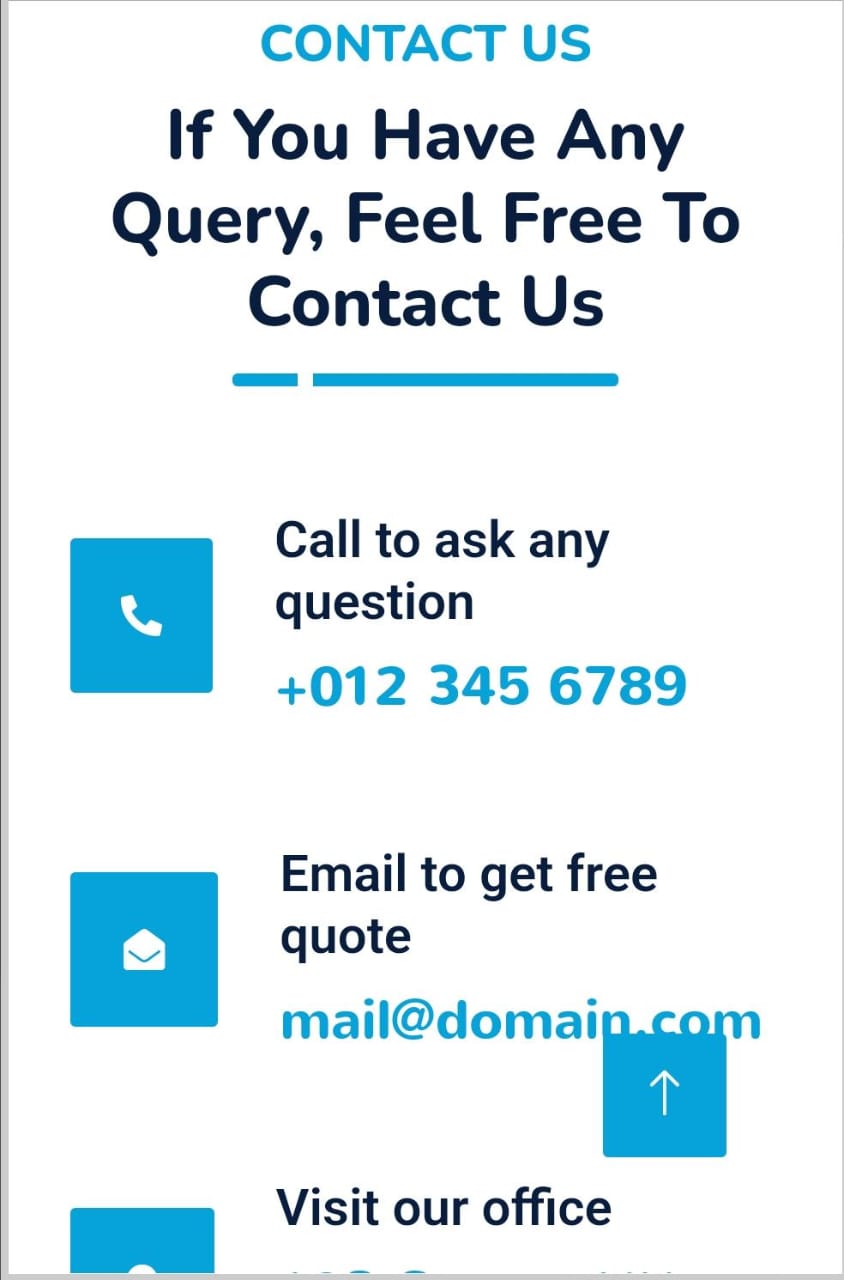 CONTACT US
If You Have Any
Query, Feel Free To
Contact Us
Call to ask any
question
+012 345 6789
Email to get free
quote
mail@domain.com
Visit our office